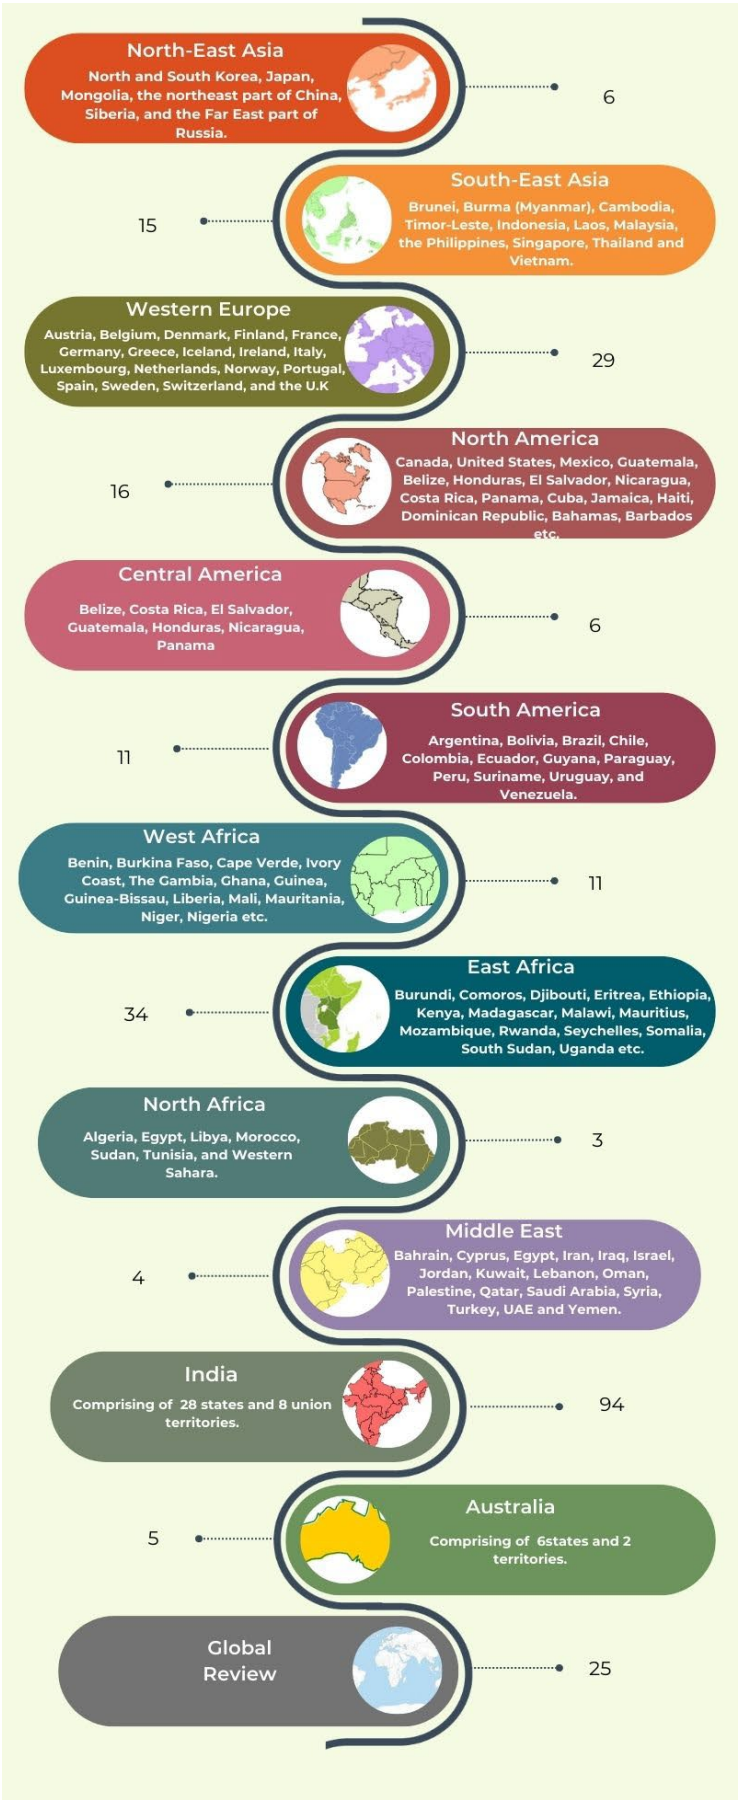 North-East Asia
North and South Korea, Japan,
Mongolia, the northeast part of China,
Siberia, and the Far East part of
Russia.
6
South-East Asia
Brunei, Burma (Myanmar), Cambodia,
Timor-Leste, Indonesia, Laos, Malaysia,
the Philippines, Singapore, Thailand and
Vietnam.
15
Western Europe
Austria, Belgium, Denmark, Finland, France,
Germany, Greece, Iceland, Ireland, Italy,
Luxembourg, Netherlands, Norway, Portugal,
Spain, Sweden, Switzerland, and the U.K
29
North America
Canada, United States, Mexico, Guatemala,
Belize, Honduras, El Salvador, Nicaragua,
Costa Rica, Panama, Cuba, Jamaica, Haiti,
Dominican Republic, Bahamas, Barbados
etc.
16
Central America
Belize, Costa Rica, El Salvador,
Guatemala, Honduras, Nicaragua,
Panama
6
South America
Argentina, Bolivia, Brazil, Chile,
Colombia, Ecuador, Guyana, Paraguay,
Peru, Suriname, Uruguay, and
Venezuela.
11
West Africa
Benin, Burkina Faso, Cape Verde, Ivory
Coast, The Gambia, Ghana, Guinea,
Guinea-Bissau, Liberia, Mali, Mauritania,
Niger, Nigeria etc.
11
East Africa
Burundi, Comoros, Djibouti, Eritrea, Ethiopia,
Kenya, Madagascar, Malawi, Mauritius,
Mozambique, Rwanda, Seychelles, Somalia,
South Sudan, Uganda etc.
34
North Africa
Algeria, Egypt, Libya, Morocco,
Sudan, Tunisia, and Western
Sahara.
3
Middle East
Bahrain, Cyprus, Egypt, Iran, Iraq, Israel,
Jordan, Kuwait, Lebanon, Oman,
Palestine, Qatar, Saudi Arabia, Syria,
Turkey, UAE and Yemen.
4
India
Comprising of 28 states and 8 union
territories.
94
Australia
Comprising of 6states and 2
territories.
5
Global
Review
25